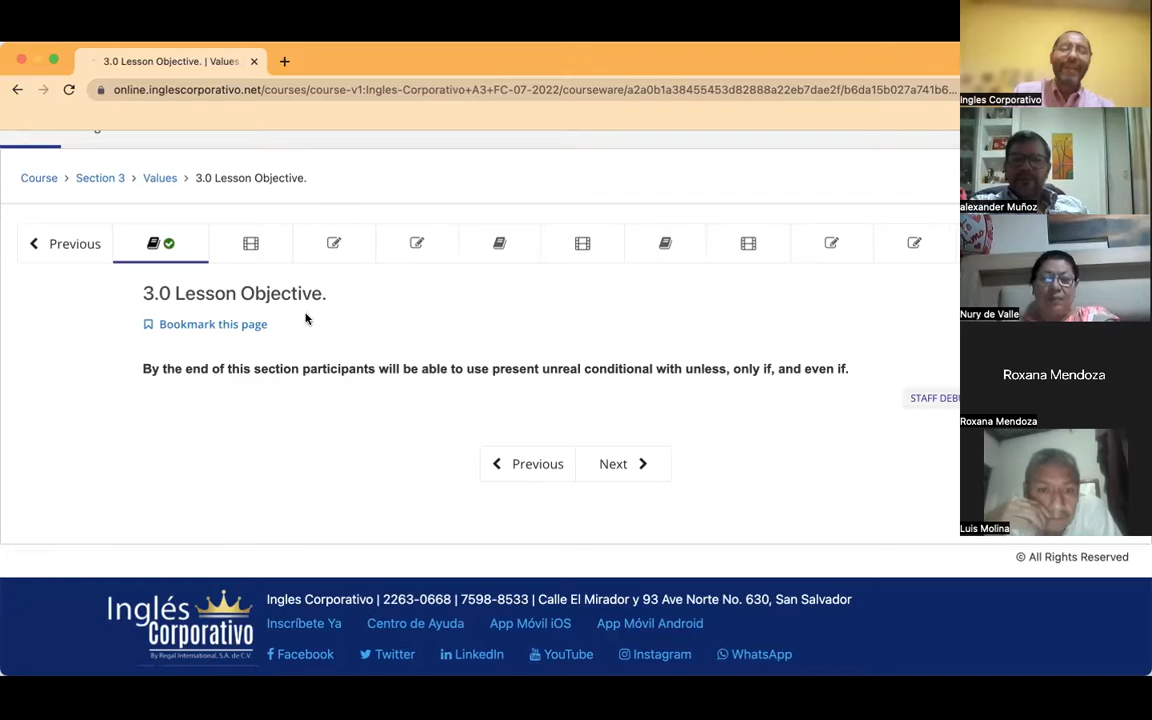 3.0 Lesson Objective. | Values
online.inglescorporativo.net/courses/course-v1:Ingles-Corporativo+A3+FC-07-2022/courseware/a2a0b1a38455453d82888a22eb7dae2f/b6da15b027a741b6...
Course > Section 3 > Values > 3.0 Lesson Objective.
Previous
3.0 Lesson Objective.
Bookmark this page
By the end of this section participants will be able to use present unreal conditional with unless, only if, and even if.
STAFF DEB
Previous
Next
© All Rights Reserved
Inglés Corporativo
By Regal International, S.A. de C.V.
Ingles Corporativo | 2263-0668 | 7598-8533 | Calle El Mirador y 93 Ave Norte No. 630, San Salvador
Inscríbete Ya
Centro de Ayuda
App Móvil iOS
App Móvil Android
Facebook
Twitter
LinkedIn
YouTube
Instagram
WhatsApp
Ingles Corporativo
alexander Muñoz
Nury de Valle
Roxana Mendoza
Roxana Mendoza
Luis Molina